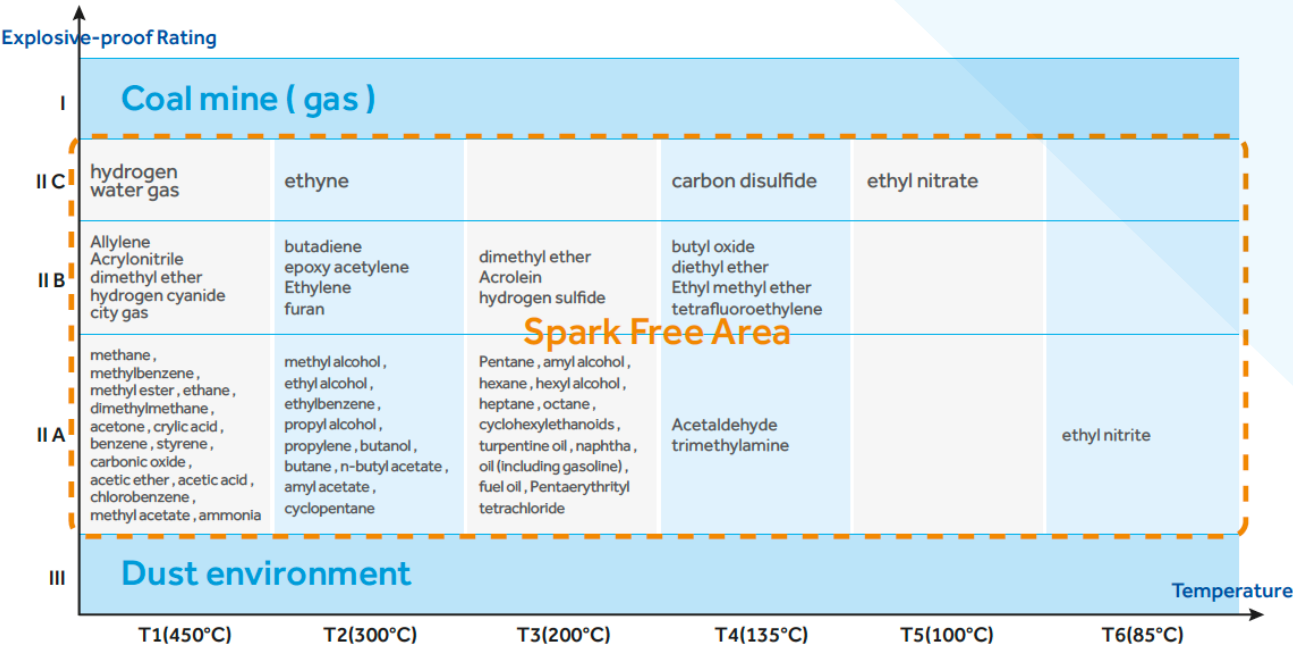 Explosive-proof Rating
I
Coal mine ( gas )
II C
hydrogen
water gas
ethyne
carbon disulfide
ethyl nitrate
II B
Allylene
Acrylonitrile
dimethyl ether
hydrogen cyanide
city gas
butadiene
epoxy acetylene
Ethylene
furan
dimethyl ether
Acrolein
hydrogen sulfide
butyl oxide
diethyl ether
Ethyl methyl ether
tetrafluoroethylene
Spark Free Area
II A
methane ,
methylbenzene ,
methyl ester , ethane ,
dimethylmethane ,
acetone , crylic acid ,
benzene , styrene ,
carbonic oxide ,
acetic ether , acetic acid ,
chlorobenzene ,
methyl acetate , ammonia
methyl alcohol ,
ethyl alcohol ,
ethylbenzene ,
propyl alcohol ,
propylene , butanol ,
butane , n-butyl acetate ,
amyl acetate ,
cyclopentane
Pentane , amyl alcohol ,
hexane , hexyl alcohol ,
heptane , octane ,
cyclohexylethanoids ,
turpentine oil , naphtha ,
oil (including gasoline) ,
fuel oil , Pentaerythrityl
tetrachloride
Acetaldehyde
trimethylamine
ethyl nitrite
III
Dust environment
Temperature
T1(450°C)
T2(300°C)
T3(200°C)
T4(135°C)
T5(100°C)
T6(85°C)